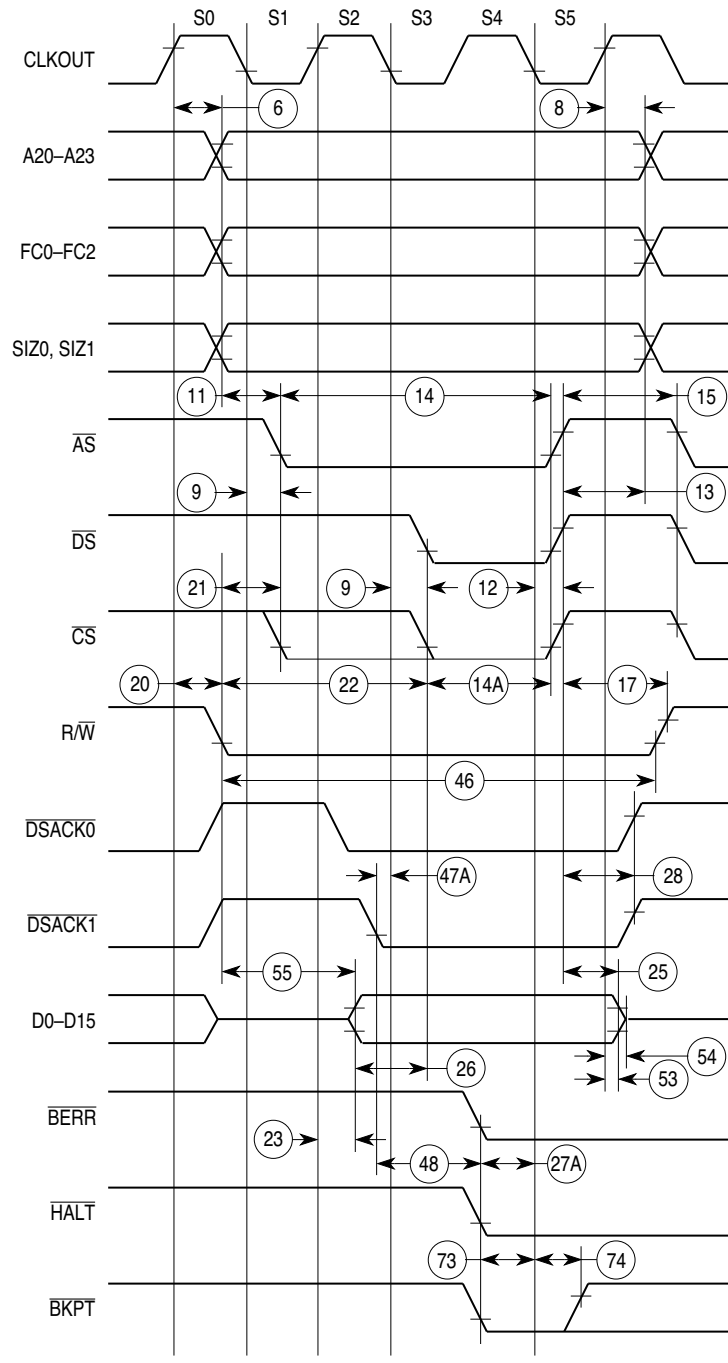 S0 S1 S2 S3 S4 S5
CLKOUT
6 8
A20–A23
FC0–FC2
SIZ0, SIZ1
11 14 15
AS
9 13
DS
21 9 12
CS
20 22 14A 17
R/W
46
DSACK0
47A 28
DSACK1
55 25
D0–D15
54
26 53
BERR
23
48 27A
HALT
73 74
BKPT